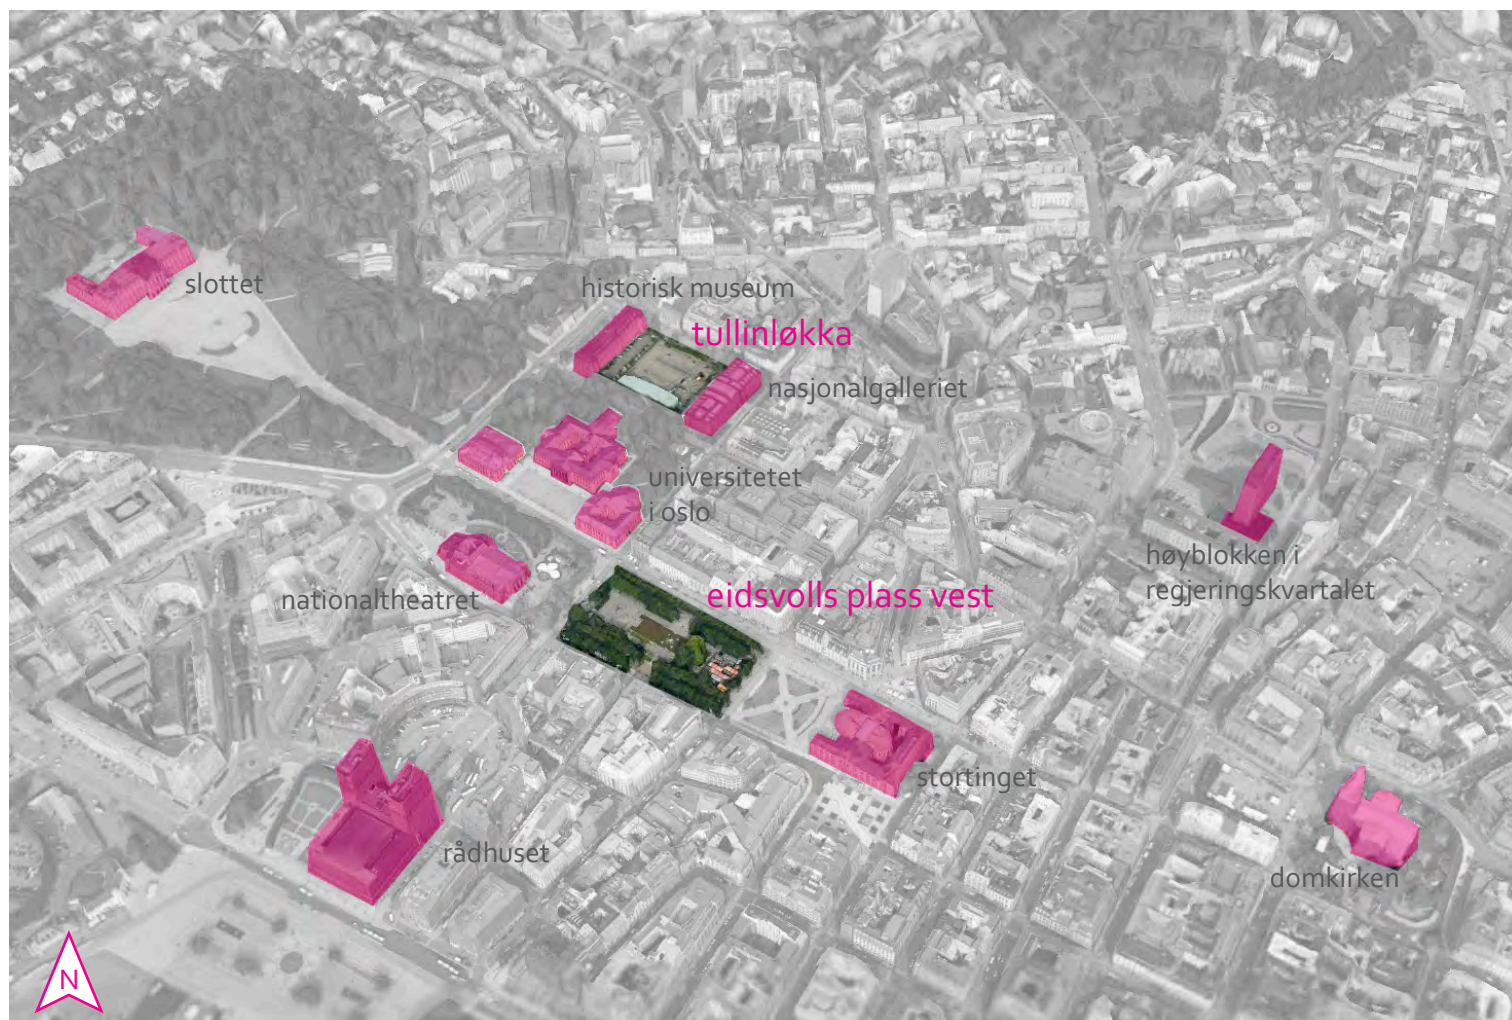 slottet
historisk museum
tullinløkka
nasjonalgalleriet
universitetet
i oslo
høyblokken i
regjeringskvartalet
nationaltheatret
eidsvolls plass vest
stortinget
rådhuset
domkirken
N